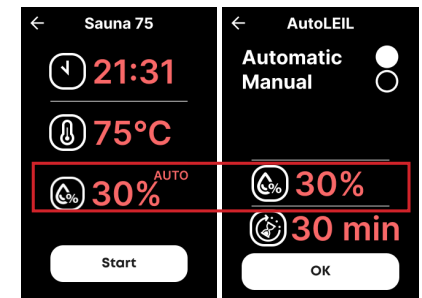 Sauna 75
21:31
75°C
30% AUTO
Start
AutoLEIL
Automatic
Manual
30%
30 min
OK